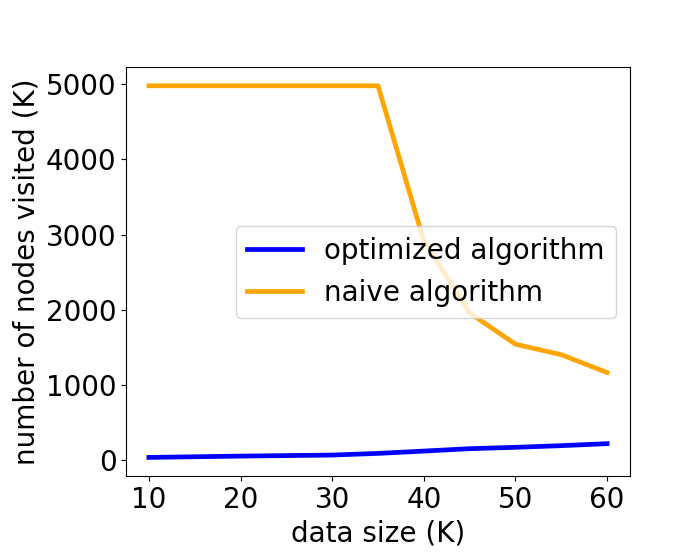 number of nodes visited (K)
5000
4000
3000
2000
1000
0
optimized algorithm
naive algorithm
10 20 30 40 50 60
data size (K)